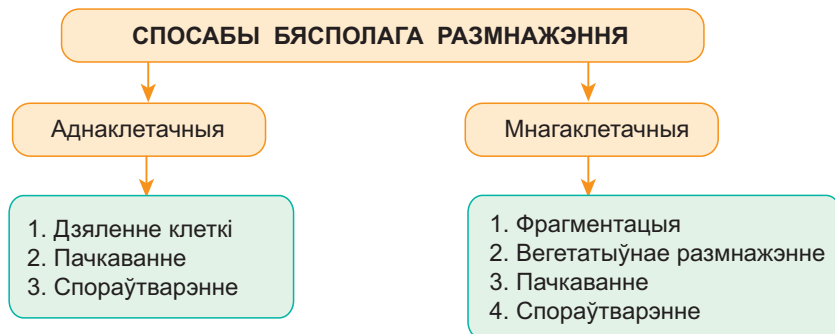 СПОСАБЫ БЯСПОЛАГА РАЗМНАЖЭННЯ
Аднаклетачныя
Мнагаклетачныя
1. Дзяленне клеткі
2. Пачкаванне
3. Спораўтварэнне
1. Фрагментацыя
2. Вегетатыўнае размнажэнне
3. Пачкаванне
4. Спораўтварэнне